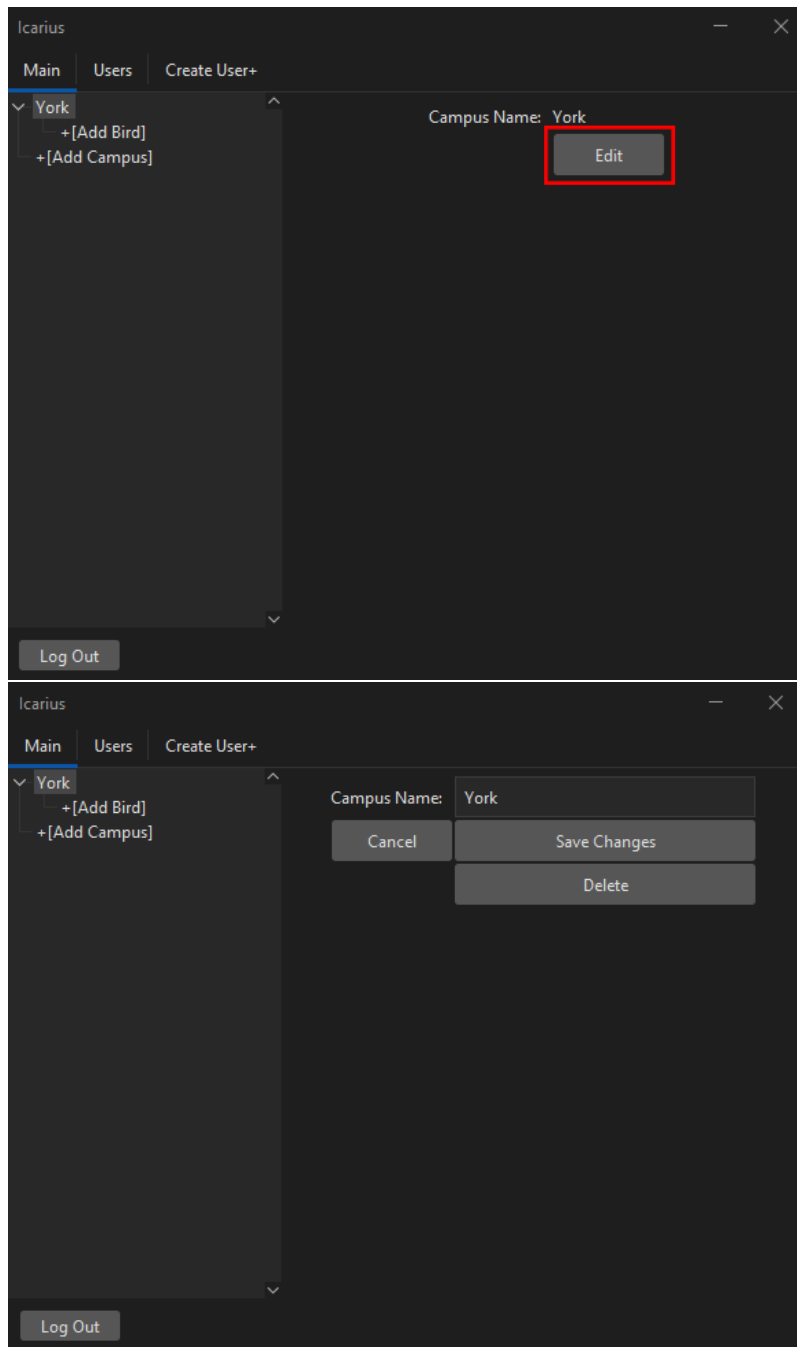 Icarius
Main Users Create User+
York
+[Add Bird]
+[Add Campus]
Campus Name: York
Edit
Log Out
Icarius
Main Users Create User+
York
+[Add Bird]
+[Add Campus]
Campus Name: York
Cancel Save Changes
Delete
Log Out